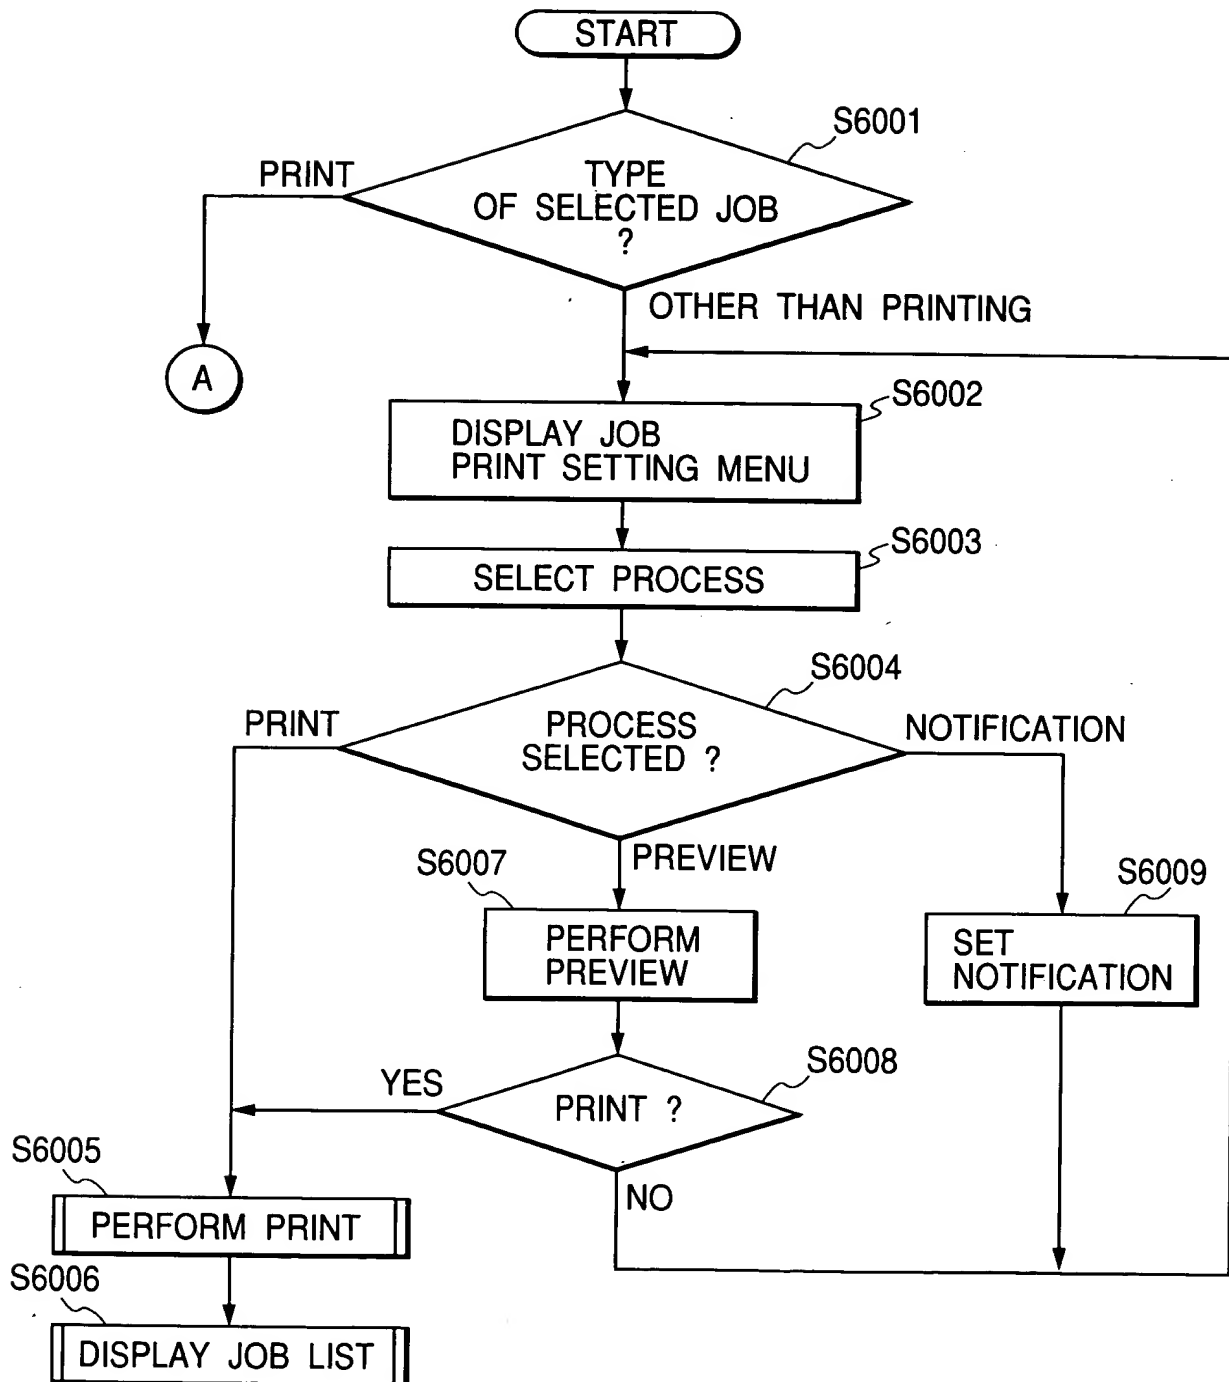 START
S6001
PRINT
TYPE
OF SELECTED JOB
?
OTHER THAN PRINTING
A
S6002
DISPLAY JOB
PRINT SETTING MENU
S6003
SELECT PROCESS
S6004
PRINT
PROCESS
SELECTED ?
NOTIFICATION
PREVIEW
S6007
S6009
PERFORM
PREVIEW
SET
NOTIFICATION
S6008
YES
PRINT ?
S6005
NO
PERFORM PRINT
S6006
DISPLAY JOB LIST